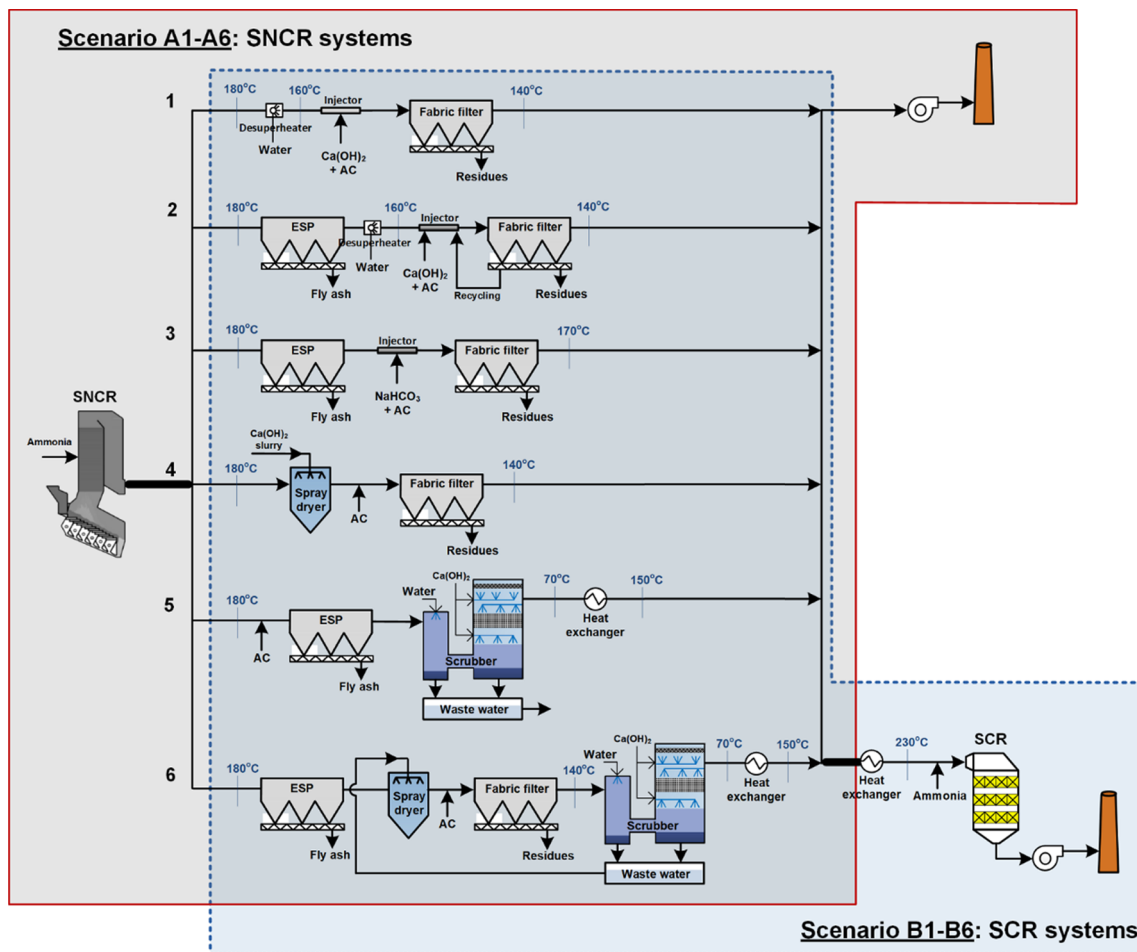 Scenario A1-A6: SNCR systems
1
180°C
160°C
Injector
Desuperheater
Water
Ca(OH)₂
+ AC
Fabric filter
Residues
140°C
2
180°C
ESP
Fly ash
160°C
Desuperheater
Water
Injector
Ca(OH)₂
+ AC
Recycling
Fabric filter
Residues
140°C
3
180°C
ESP
Fly ash
Injector
NaHCO₃
+ AC
Fabric filter
Residues
170°C
SNCR
Ammonia
4
180°C
Ca(OH)₂
slurry
Spray
dryer
AC
Fabric filter
Residues
140°C
5
180°C
AC
ESP
Fly ash
Water
Ca(OH)₂
Scrubber
Waste water
70°C
150°C
Heat
exchanger
6
180°C
ESP
Fly ash
Spray
dryer
AC
Fabric filter
Residues
140°C
Water
Ca(OH)₂
Scrubber
Waste water
70°C
150°C
Heat
exchanger
Heat
exchanger
230°C
Ammonia
SCR
Scenario B1-B6: SCR systems